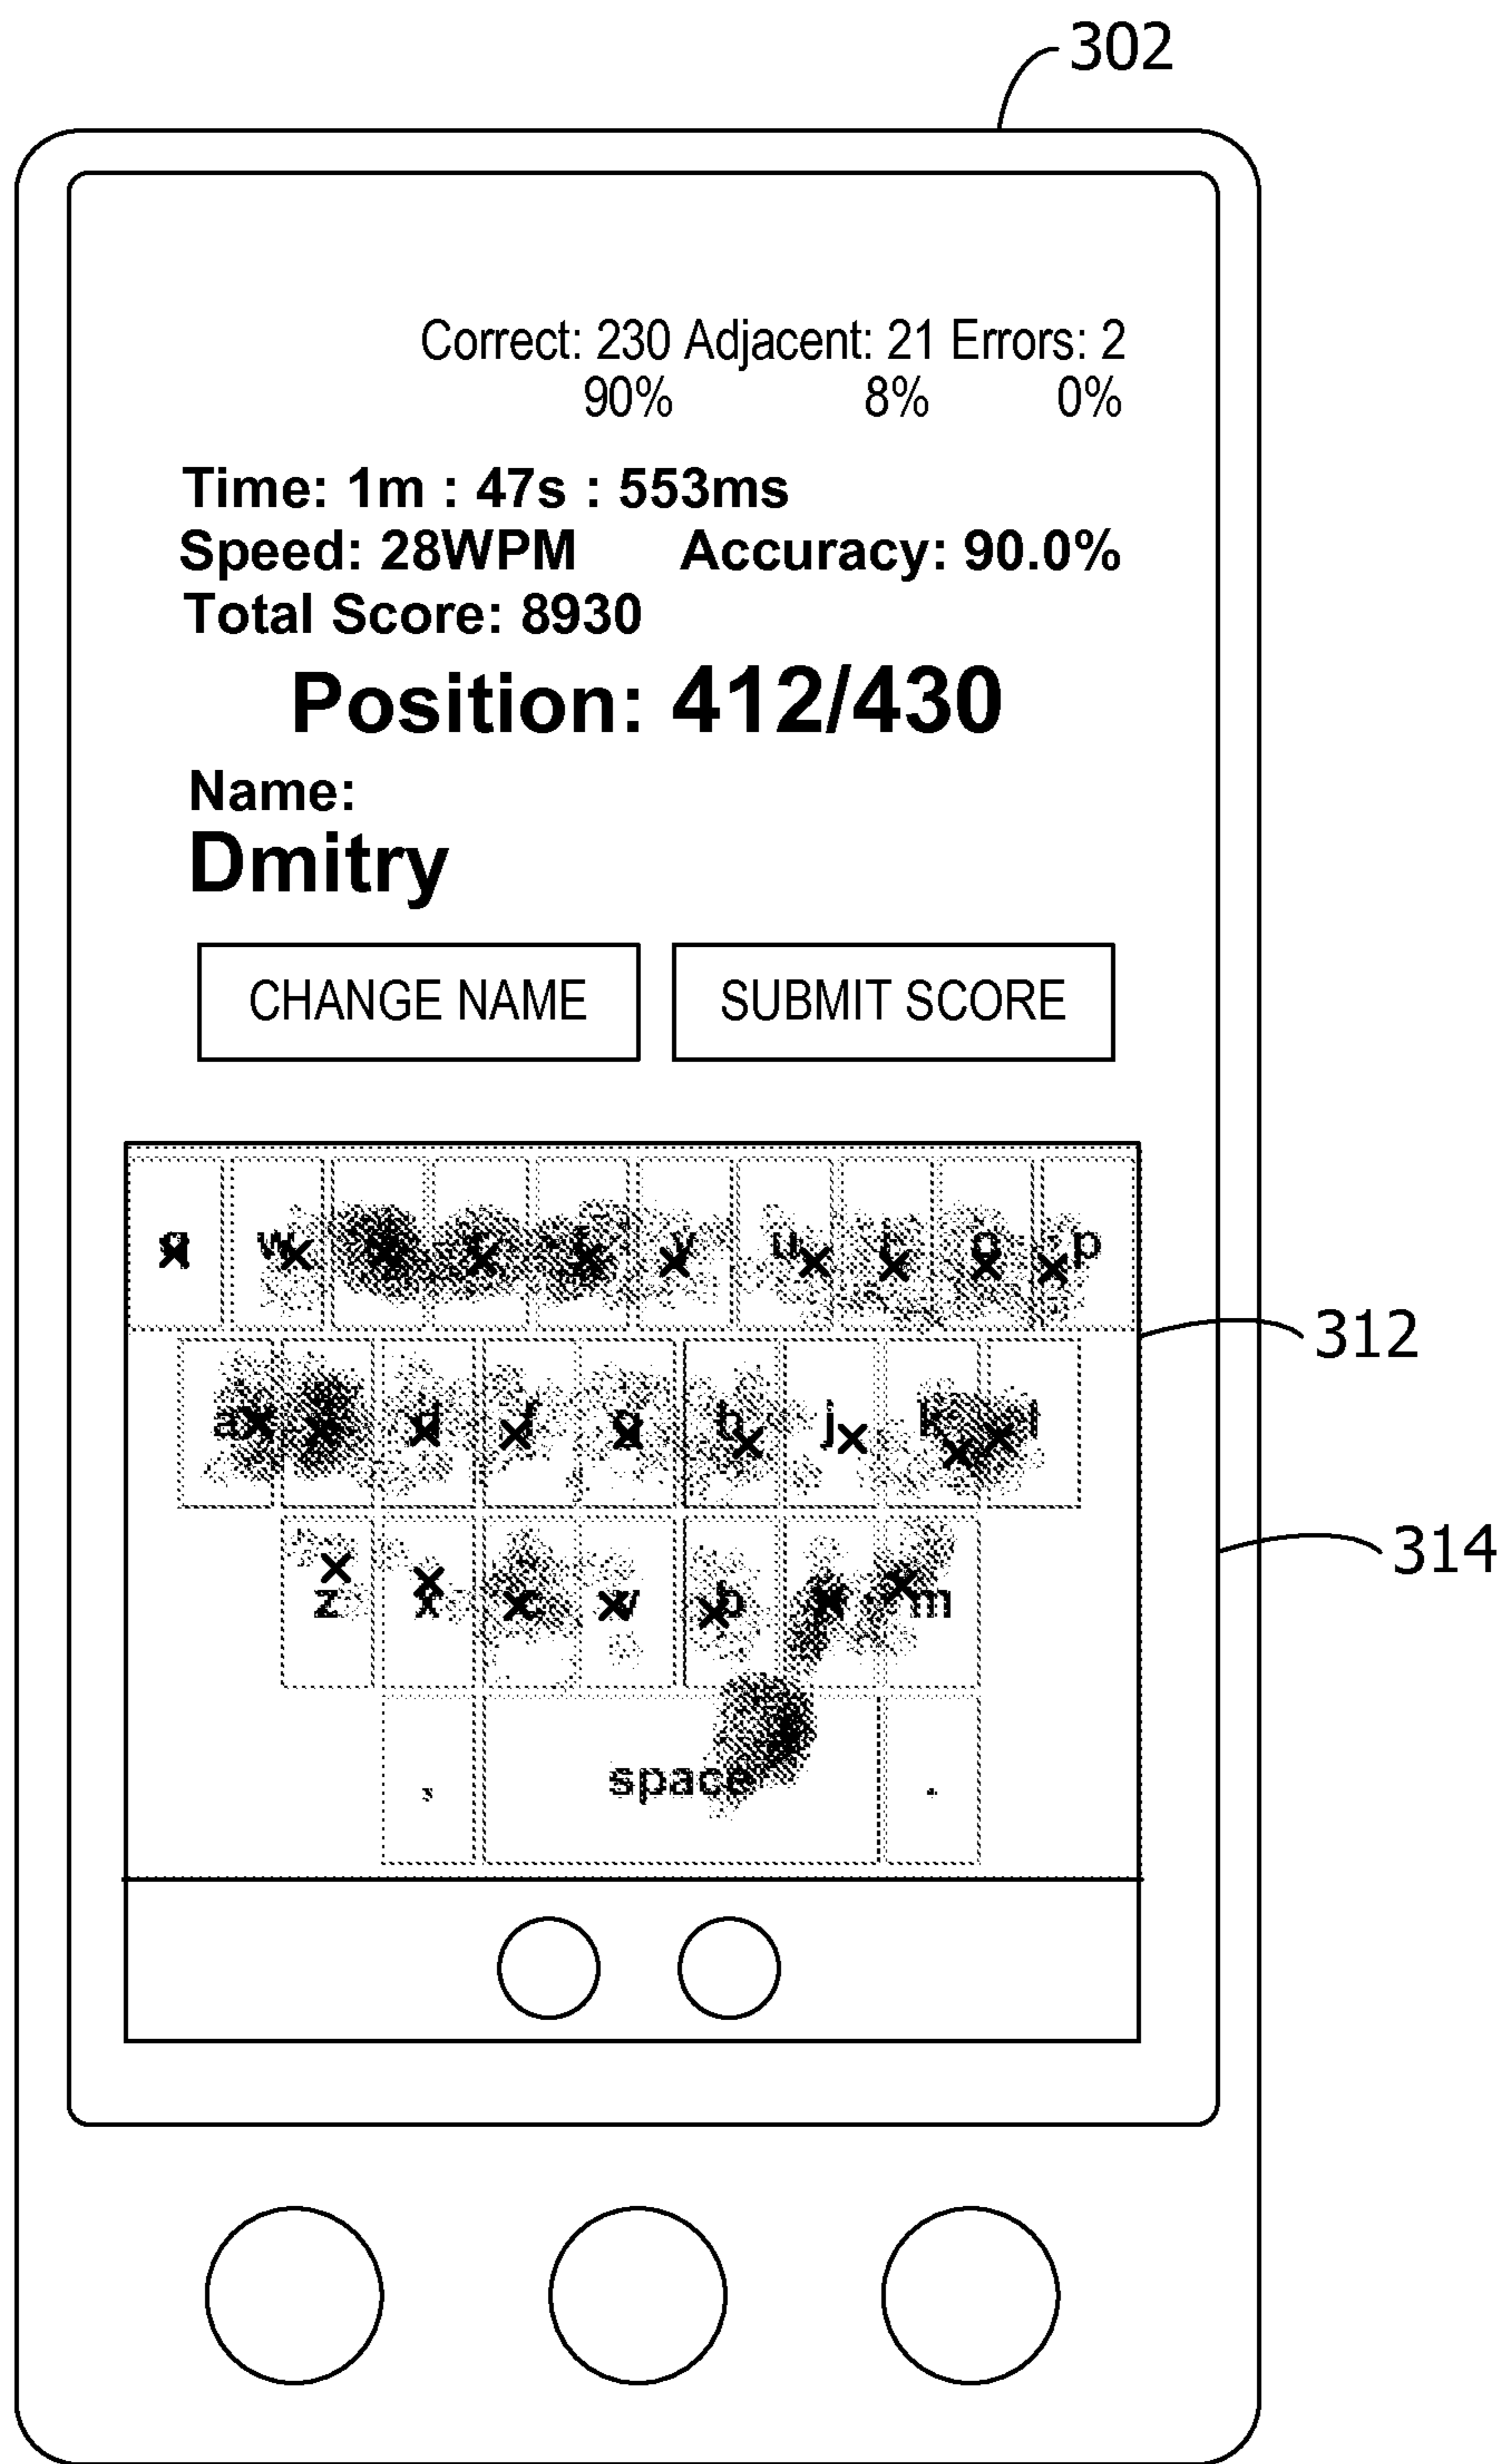 302
Correct: 230 Adjacent: 21 Errors: 2
90% 8% 0%
Time: 1m : 47s : 553ms
Speed: 28WPM Accuracy: 90.0%
Total Score: 8930
Position: 412/430
Name:
Dmitry
CHANGE NAME SUBMIT SCORE
q w r t y u i o p
312
a d f g h j k l
314
z x c v b n m
, space .